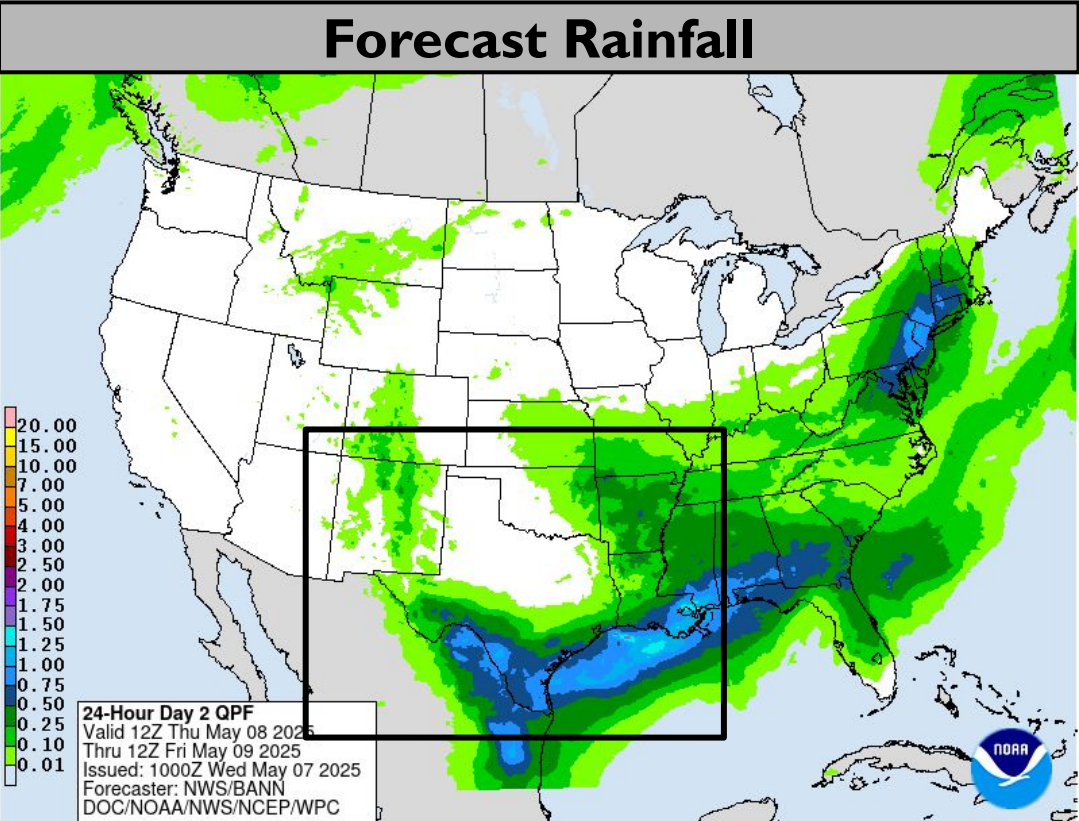 Forecast Rainfall
20.00
15.00
10.00
7.00
5.00
4.00
3.00
2.50
2.00
1.75
1.50
1.25
1.00
0.75
0.50
0.25
0.10
0.01
24-Hour Day 2 QPF
Valid 12Z Thu May 08 2025
Thru 12Z Fri May 09 2025
Issued: 1000Z Wed May 07 2025
Forecaster: NWS/BANN
DOC/NOAA/NWS/NCEP/WPC
NOAA